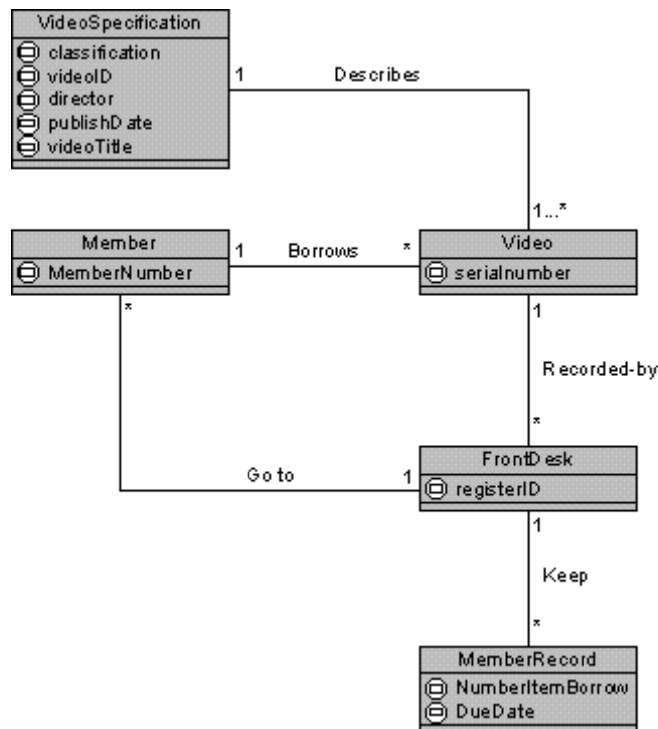 VideoSpecification
classification
videoID
director
publishDate
videoTitle
1 Describes
1...*
Member
MemberNumber
1 Borrows *
Video
serialnumber
*
1
Recorded-by
*
Go to 1
FrontDesk
registerID
1
Keep
*
MemberRecord
NumberItemBorrow
DueDate